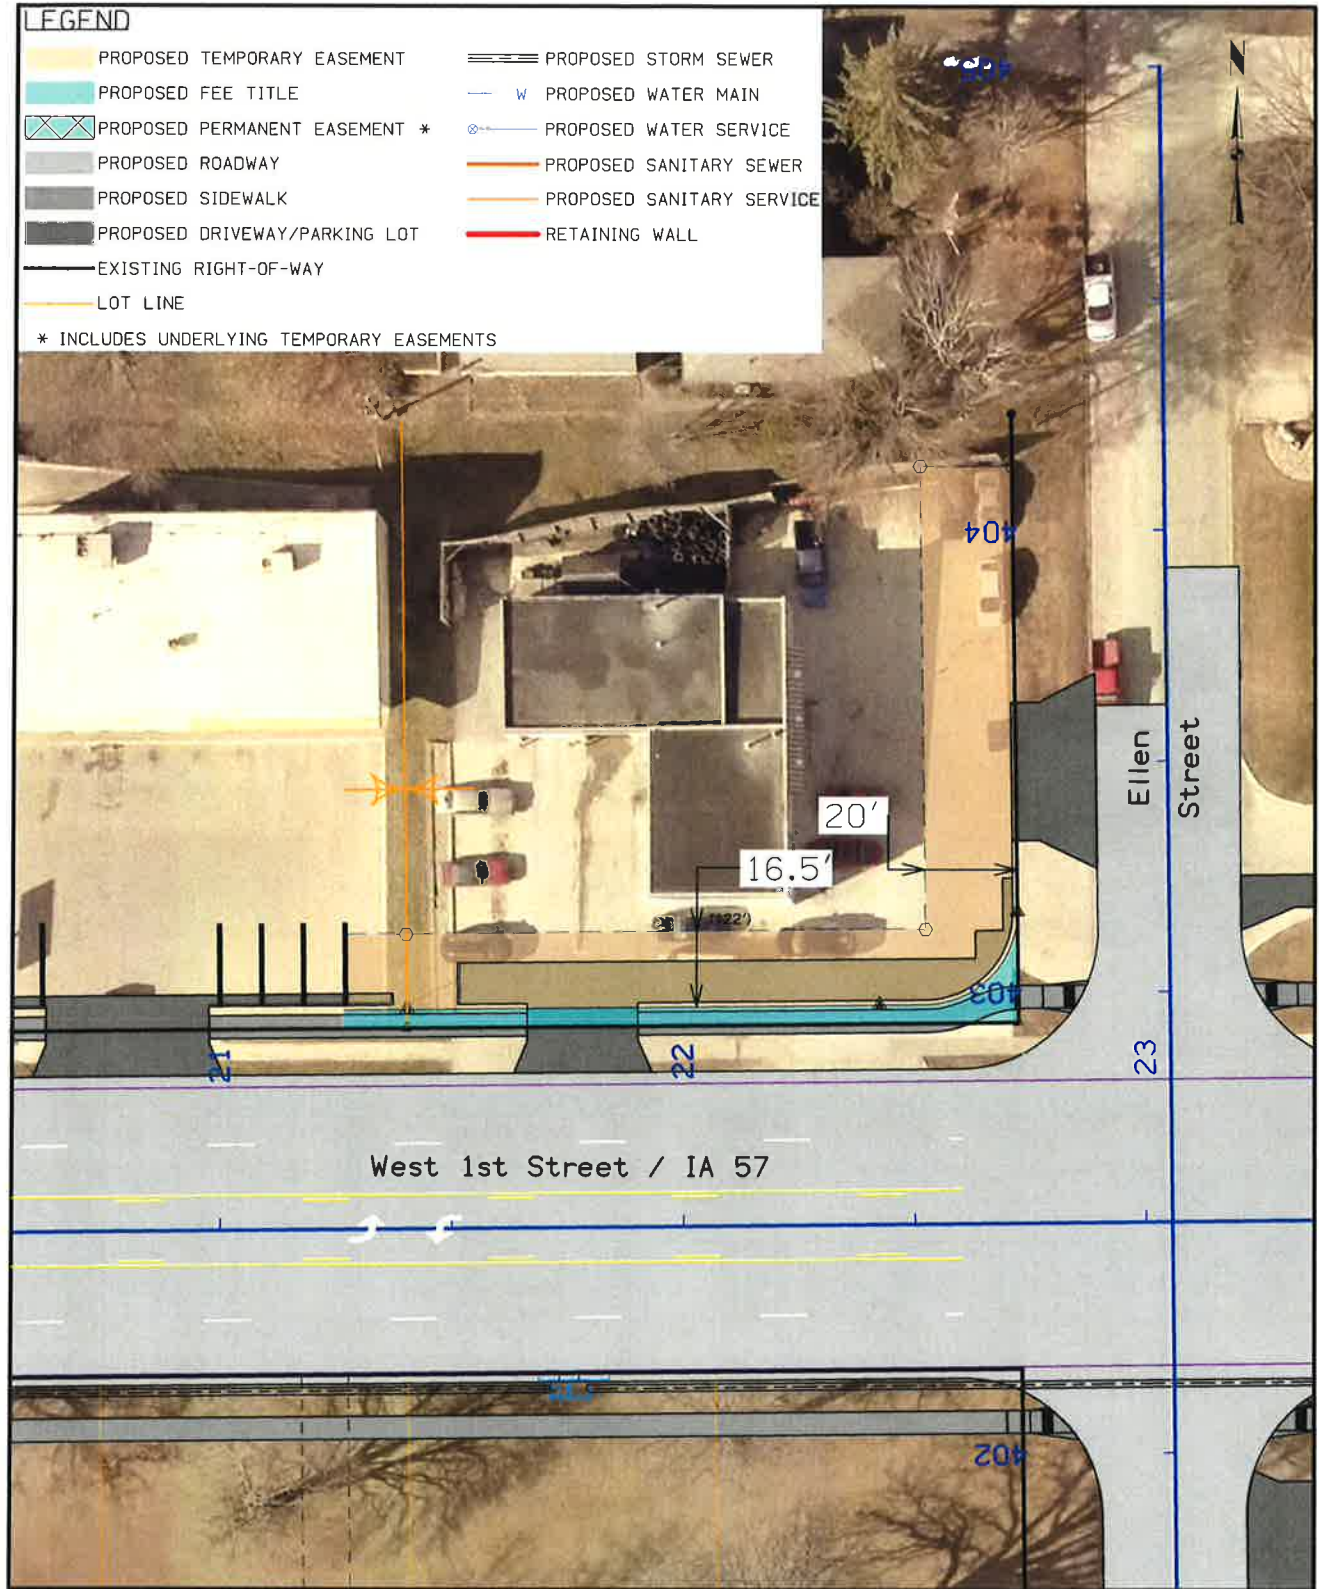 LEGEND
PROPOSED TEMPORARY EASEMENT
PROPOSED FEE TITLE
PROPOSED PERMANENT EASEMENT *
PROPOSED ROADWAY
PROPOSED SIDEWALK
PROPOSED DRIVEWAY/PARKING LOT
EXISTING RIGHT-OF-WAY
LOT LINE
* INCLUDES UNDERLYING TEMPORARY EASEMENTS
PROPOSED STORM SEWER
W PROPOSED WATER MAIN
PROPOSED WATER SERVICE
PROPOSED SANITARY SEWER
PROPOSED SANITARY SERVICE
RETAINING WALL
N
405
404
Ellen
Street
20'
16.5'
403
21
22
23
West 1st Street / IA 57
402